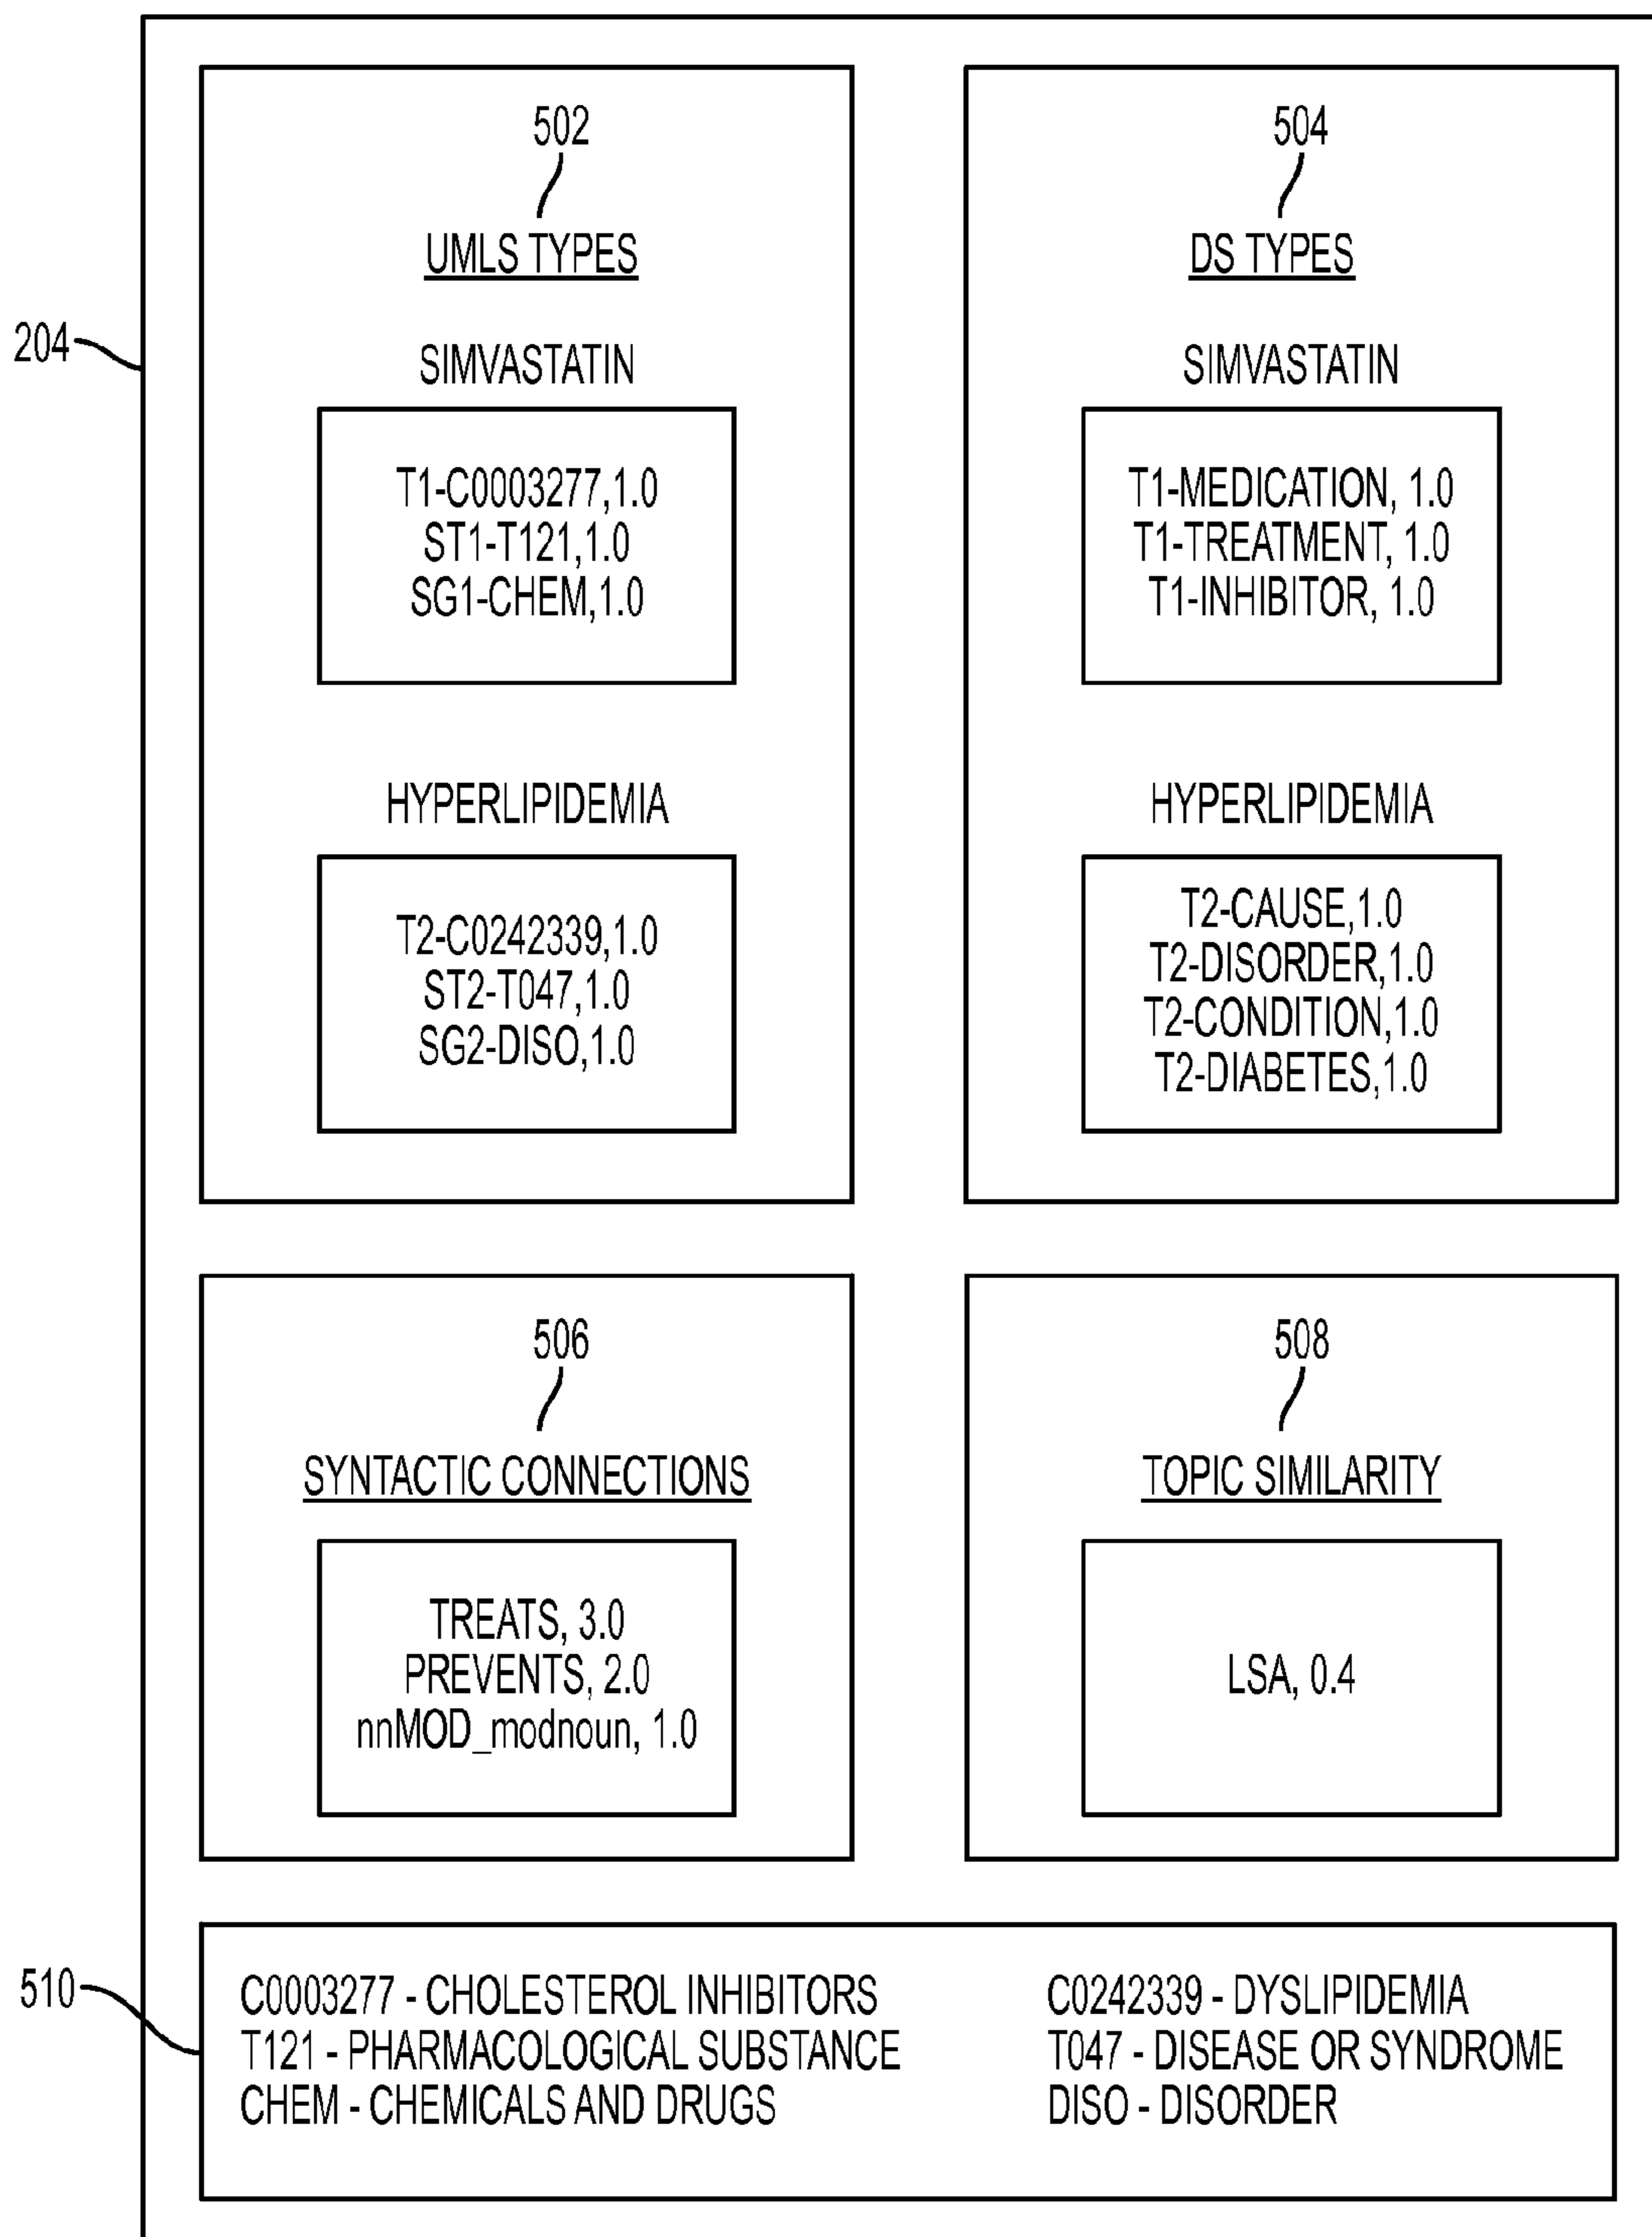 204
502
UMLS TYPES
SIMVASTATIN
T1-C0003277,1.0
ST1-T121,1.0
SG1-CHEM,1.0
HYPERLIPIDEMIA
T2-C0242339,1.0
ST2-T047,1.0
SG2-DISO,1.0
504
DS TYPES
SIMVASTATIN
T1-MEDICATION, 1.0
T1-TREATMENT, 1.0
T1-INHIBITOR, 1.0
HYPERLIPIDEMIA
T2-CAUSE,1.0
T2-DISORDER,1.0
T2-CONDITION,1.0
T2-DIABETES,1.0
506
SYNTACTIC CONNECTIONS
TREATS, 3.0
PREVENTS, 2.0
nnMOD_modnoun, 1.0
508
TOPIC SIMILARITY
LSA, 0.4
510
C0003277 - CHOLESTEROL INHIBITORS
T121 - PHARMACOLOGICAL SUBSTANCE
CHEM - CHEMICALS AND DRUGS
C0242339 - DYSLIPIDEMIA
T047 - DISEASE OR SYNDROME
DISO - DISORDER